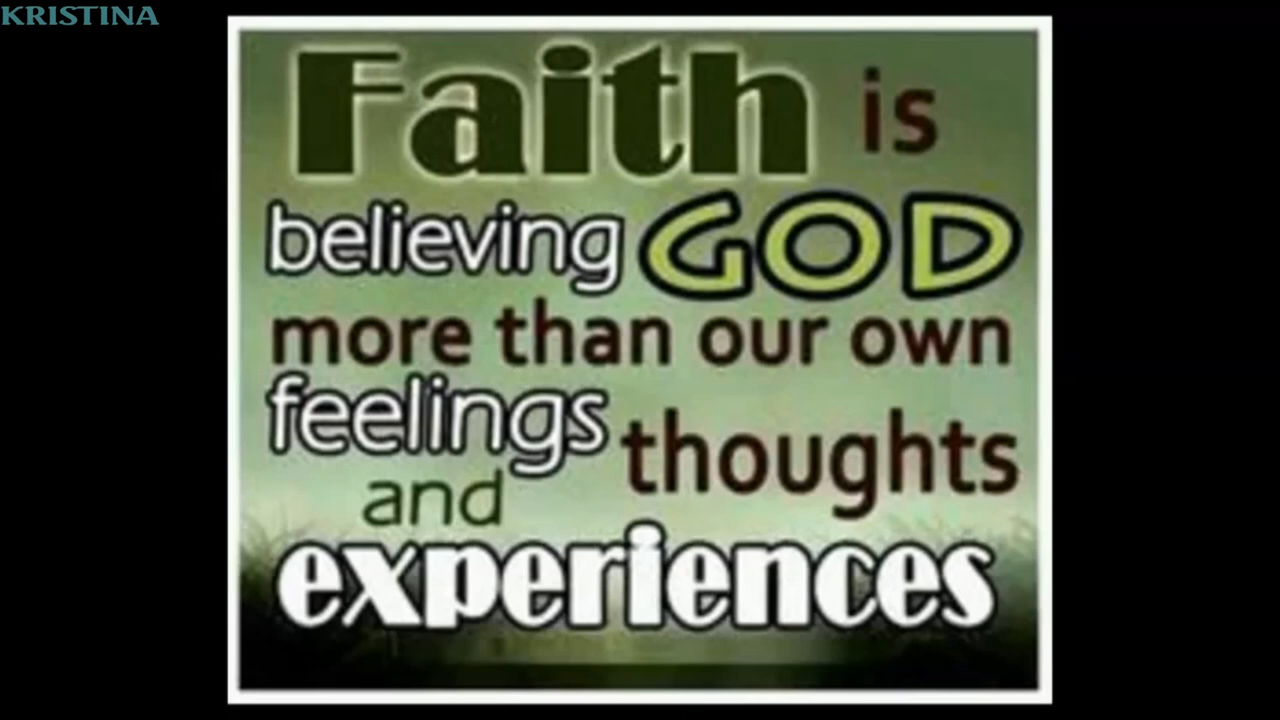 KRISTINA
Faith is
believing GOD
more than our own
feelings thoughts
and
experiences